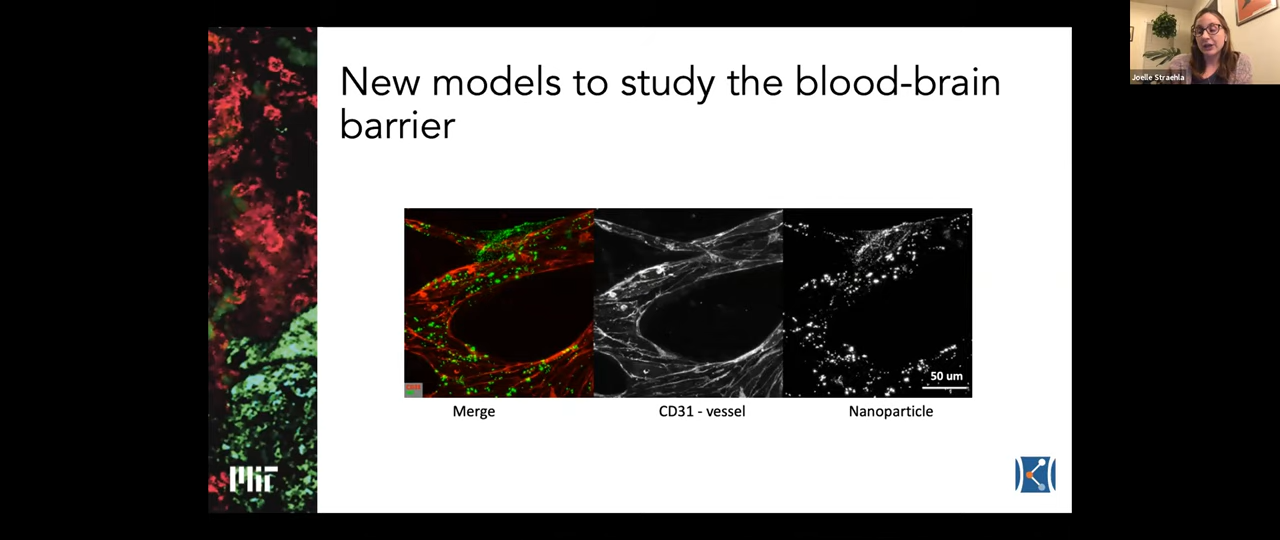 New models to study the blood-brain
barrier
Joelle Straehla
50 um
Merge
CD31 - vessel
Nanoparticle
MIT